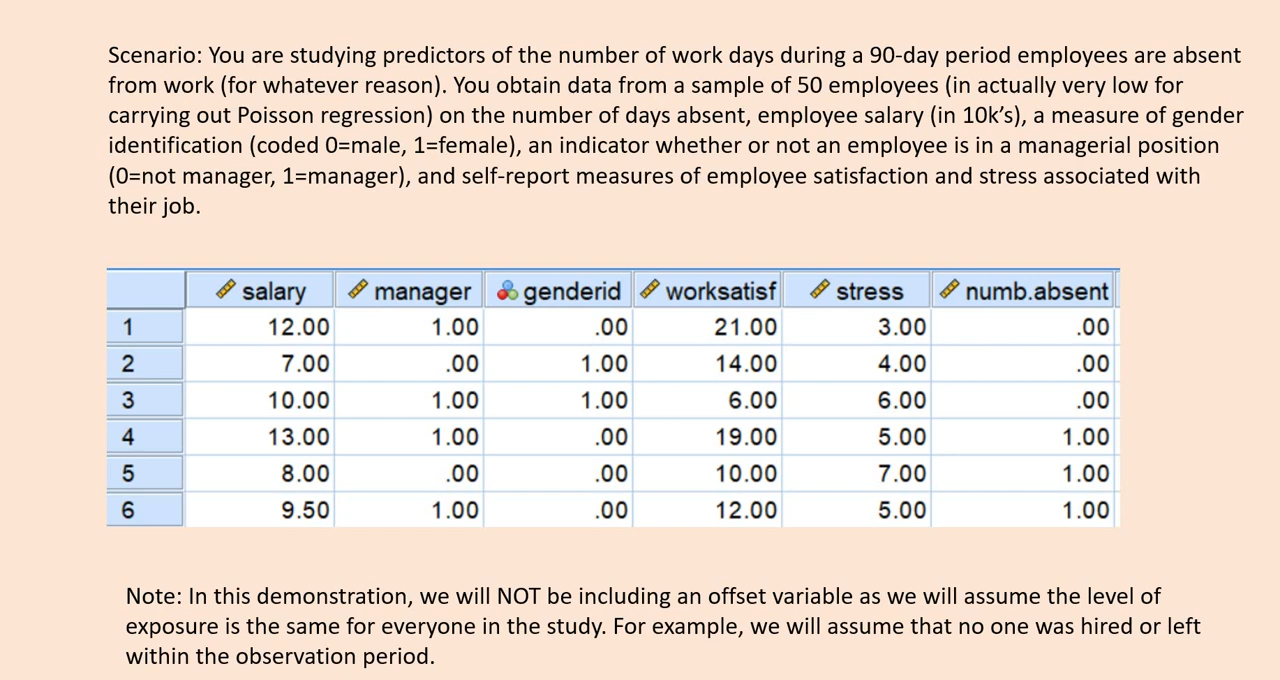 Scenario: You are studying predictors of the number of work days during a 90-day period employees are absent
from work (for whatever reason). You obtain data from a sample of 50 employees (in actually very low for
carrying out Poisson regression) on the number of days absent, employee salary (in 10k’s), a measure of gender
identification (coded 0=male, 1=female), an indicator whether or not an employee is in a managerial position
(0=not manager, 1=manager), and self-report measures of employee satisfaction and stress associated with
their job.
salary manager genderid worksatisf stress numb.absent
1 12.00 1.00 .00 21.00 3.00 .00
2 7.00 .00 1.00 14.00 4.00 .00
3 10.00 1.00 1.00 6.00 6.00 .00
4 13.00 1.00 .00 19.00 5.00 1.00
5 8.00 .00 .00 10.00 7.00 1.00
6 9.50 1.00 .00 12.00 5.00 1.00
Note: In this demonstration, we will NOT be including an offset variable as we will assume the level of
exposure is the same for everyone in the study. For example, we will assume that no one was hired or left
within the observation period.